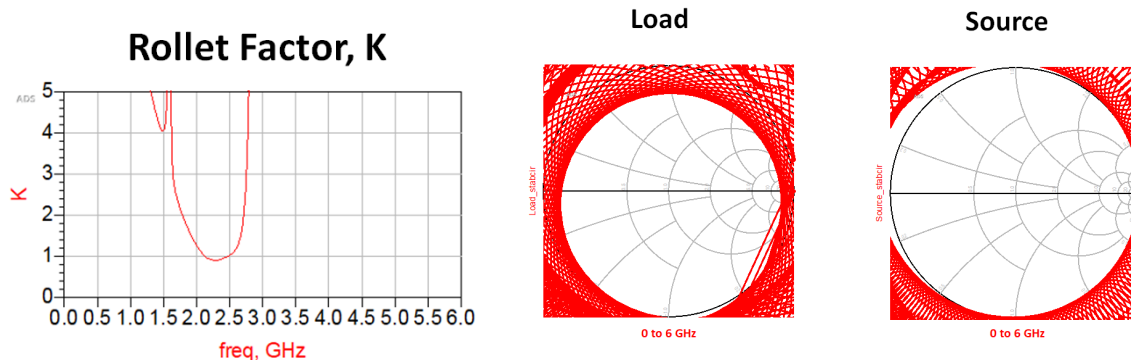 Rollet Factor, K
ADS
5
4
3
2
1
0
K
0.0 0.5 1.0 1.5 2.0 2.5 3.0 3.5 4.0 4.5 5.0 5.5 6.0
freq, GHz
Load
Load_stabcir
0 to 6 GHz
Source
Source_stabcir
0 to 6 GHz